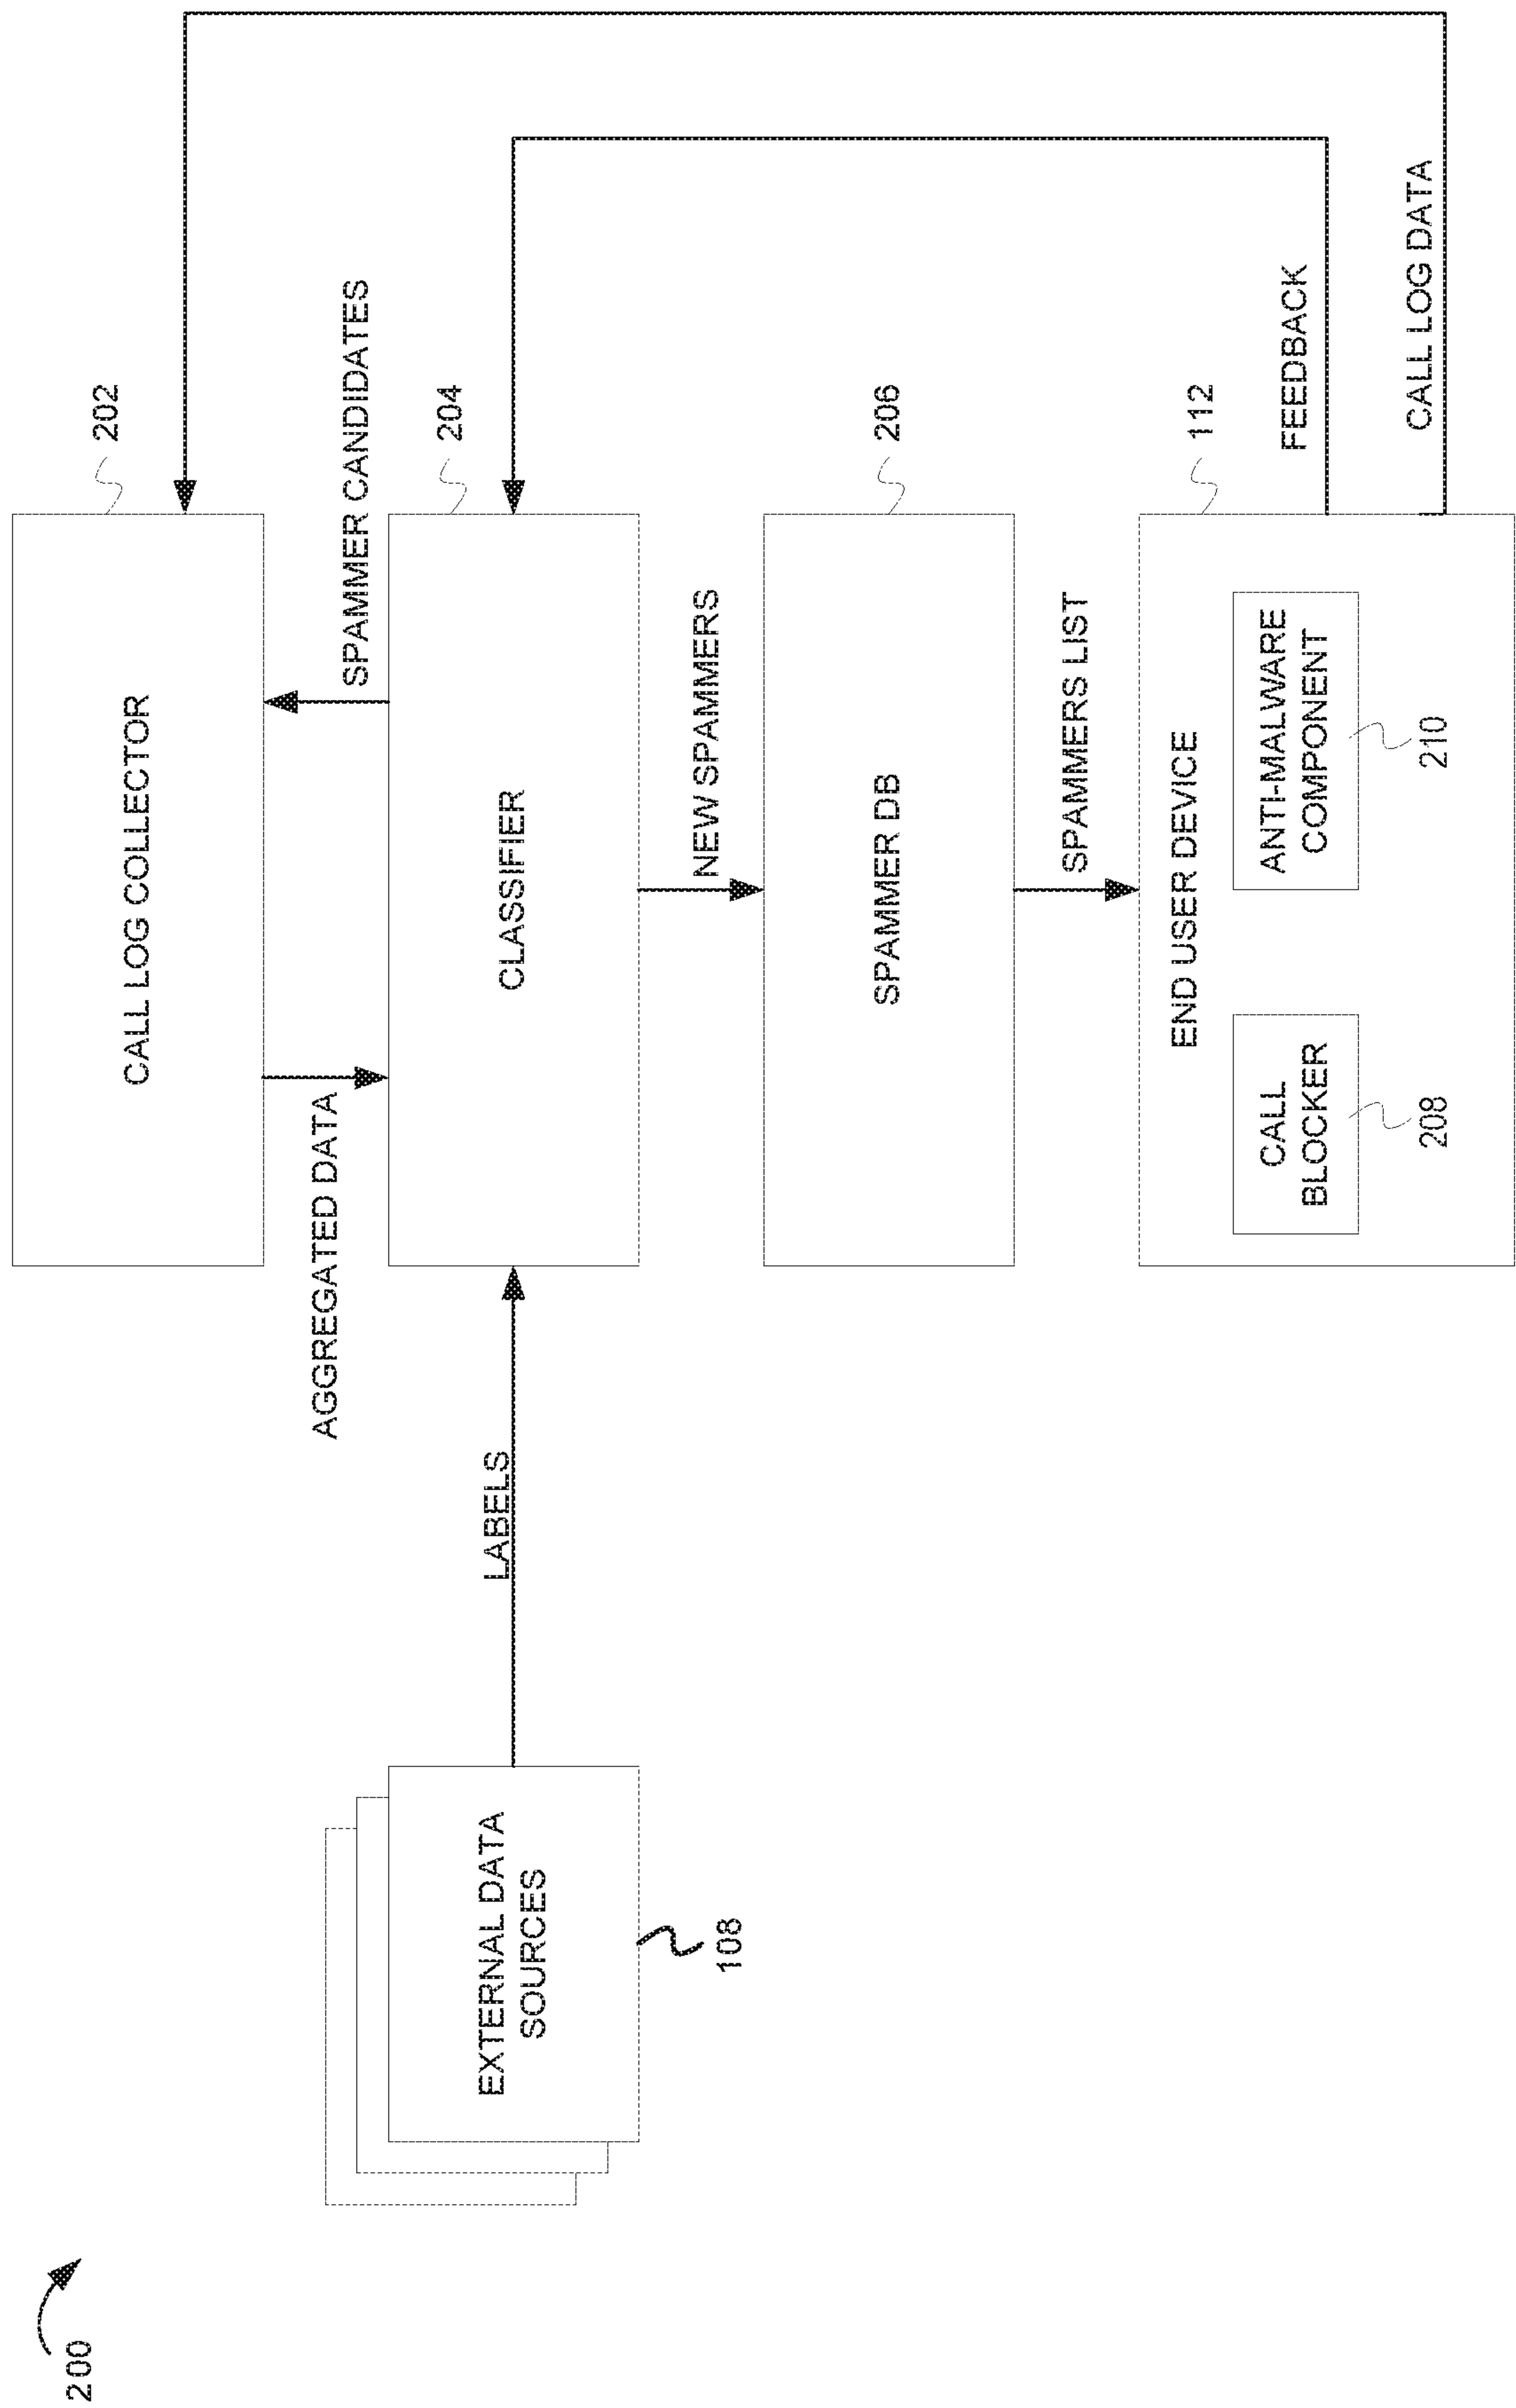 200
CALL LOG COLLECTOR
202
AGGREGATED DATA
SPAMMER CANDIDATES
EXTERNAL DATA
SOURCES
108
LABELS
CLASSIFIER
204
NEW SPAMMERS
SPAMMER DB
206
SPAMMERS LIST
END USER DEVICE
112
CALL
BLOCKER
208
ANTI-MALWARE
COMPONENT
210
FEEDBACK
CALL LOG DATA